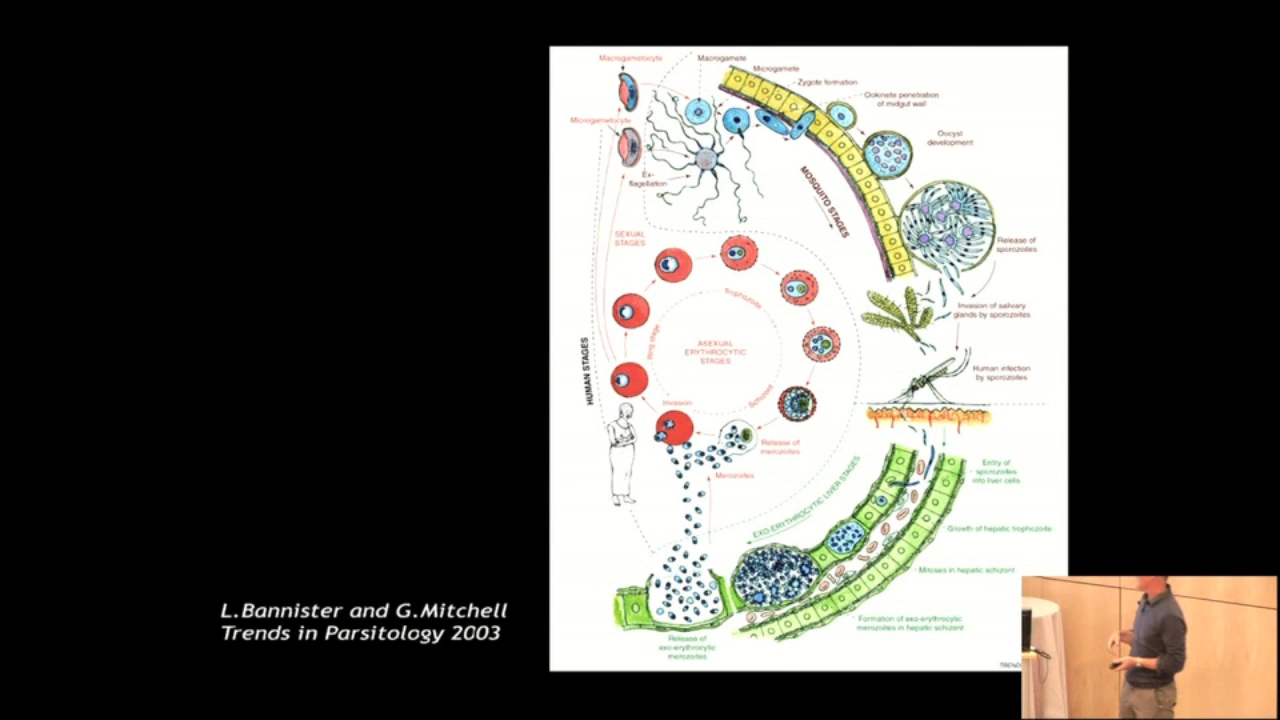 Macrogametocyte
Macrogamete
Microgamete
Zygote formation
Ookinete penetration
of midgut wall
Microgametocyte
Oocyst
development
Ex-
flagellation
MOSQUITO STAGES
SEXUAL
STAGES
Release of
sporozoites
Trophozoite
Invasion of salivary
glands by sporozoites
Ring stage
ASEXUAL
ERYTHROCYTIC
STAGES
HUMAN STAGES
Human infection
by sporozoites
Schizont
Invasion
Release of
merozoites
Merozoites
Entry of
sporozoites
into liver cells
EXO-ERYTHROCYTIC LIVER STAGES
Growth of hepatic trophozoite
Mitoses in hepatic schizont
L.Bannister and G.Mitchell
Trends in Parsitology 2003
Formation of exo-erythrocytic
merozoites in hepatic schizont
Release of
exo-erythrocytic
merozoites